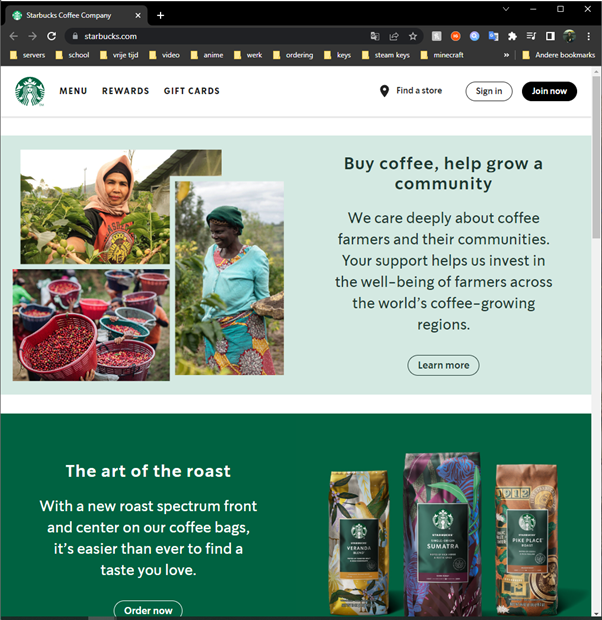 Starbucks Coffee Company
starbucks.com
servers school vrije tijd video anime werk ordering keys steam keys minecraft » Andere bookmarks
MENU REWARDS GIFT CARDS Find a store Sign in Join now
Buy coffee, help grow a
community
We care deeply about coffee
farmers and their communities.
Your support helps us invest in
the well-being of farmers across
the world's coffee-growing
regions.
Learn more
The art of the roast
With a new roast spectrum front
and center on our coffee bags,
it's easier than ever to find a
taste you love.
Order now
STARBUCKS
VERANDA
BLEND
STARBUCKS
SINGLE-ORIGIN
SUMATRA
1912
STARBUCKS
PIKE PLACE
ROAST